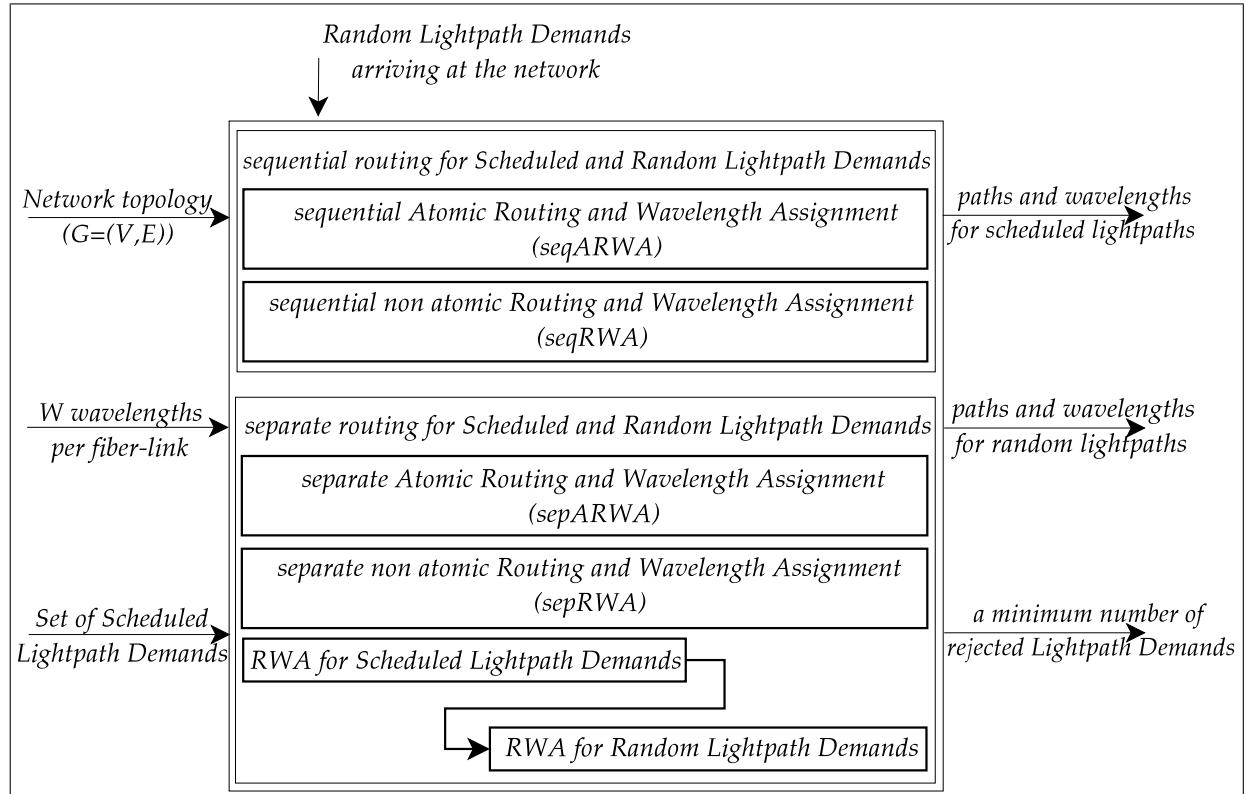 Random Lightpath Demands
arriving at the network
sequential routing for Scheduled and Random Lightpath Demands
Network topology
(G=(V,E))
sequential Atomic Routing and Wavelength Assignment
(seqARWA)
paths and wavelengths
for scheduled lightpaths
sequential non atomic Routing and Wavelength Assignment
(seqRWA)
W wavelengths
per fiber-link
separate routing for Scheduled and Random Lightpath Demands
paths and wavelengths
for random lightpaths
separate Atomic Routing and Wavelength Assignment
(sepARWA)
separate non atomic Routing and Wavelength Assignment
(sepRWA)
Set of Scheduled
Lightpath Demands
a minimum number of
rejected Lightpath Demands
RWA for Scheduled Lightpath Demands
RWA for Random Lightpath Demands